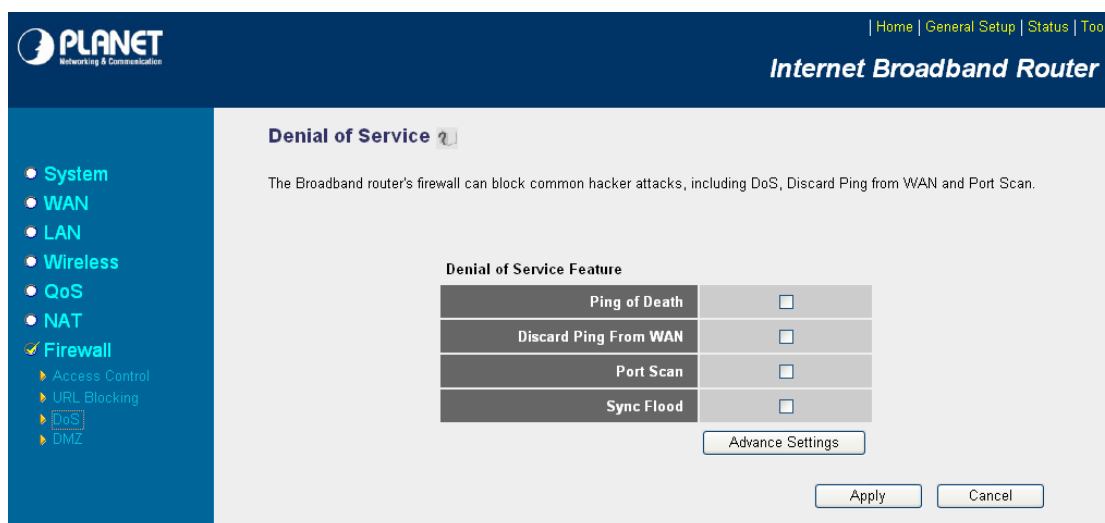 PLANET
Networking & Communication
| Home | General Setup | Status | Too
Internet Broadband Router
System
WAN
LAN
Wireless
QoS
NAT
Firewall
Access Control
URL Blocking
DoS
DMZ
Denial of Service
The Broadband router's firewall can block common hacker attacks, including DoS, Discard Ping from WAN and Port Scan.
Denial of Service Feature
Ping of Death
Discard Ping From WAN
Port Scan
Sync Flood
Advance Settings
Apply Cancel